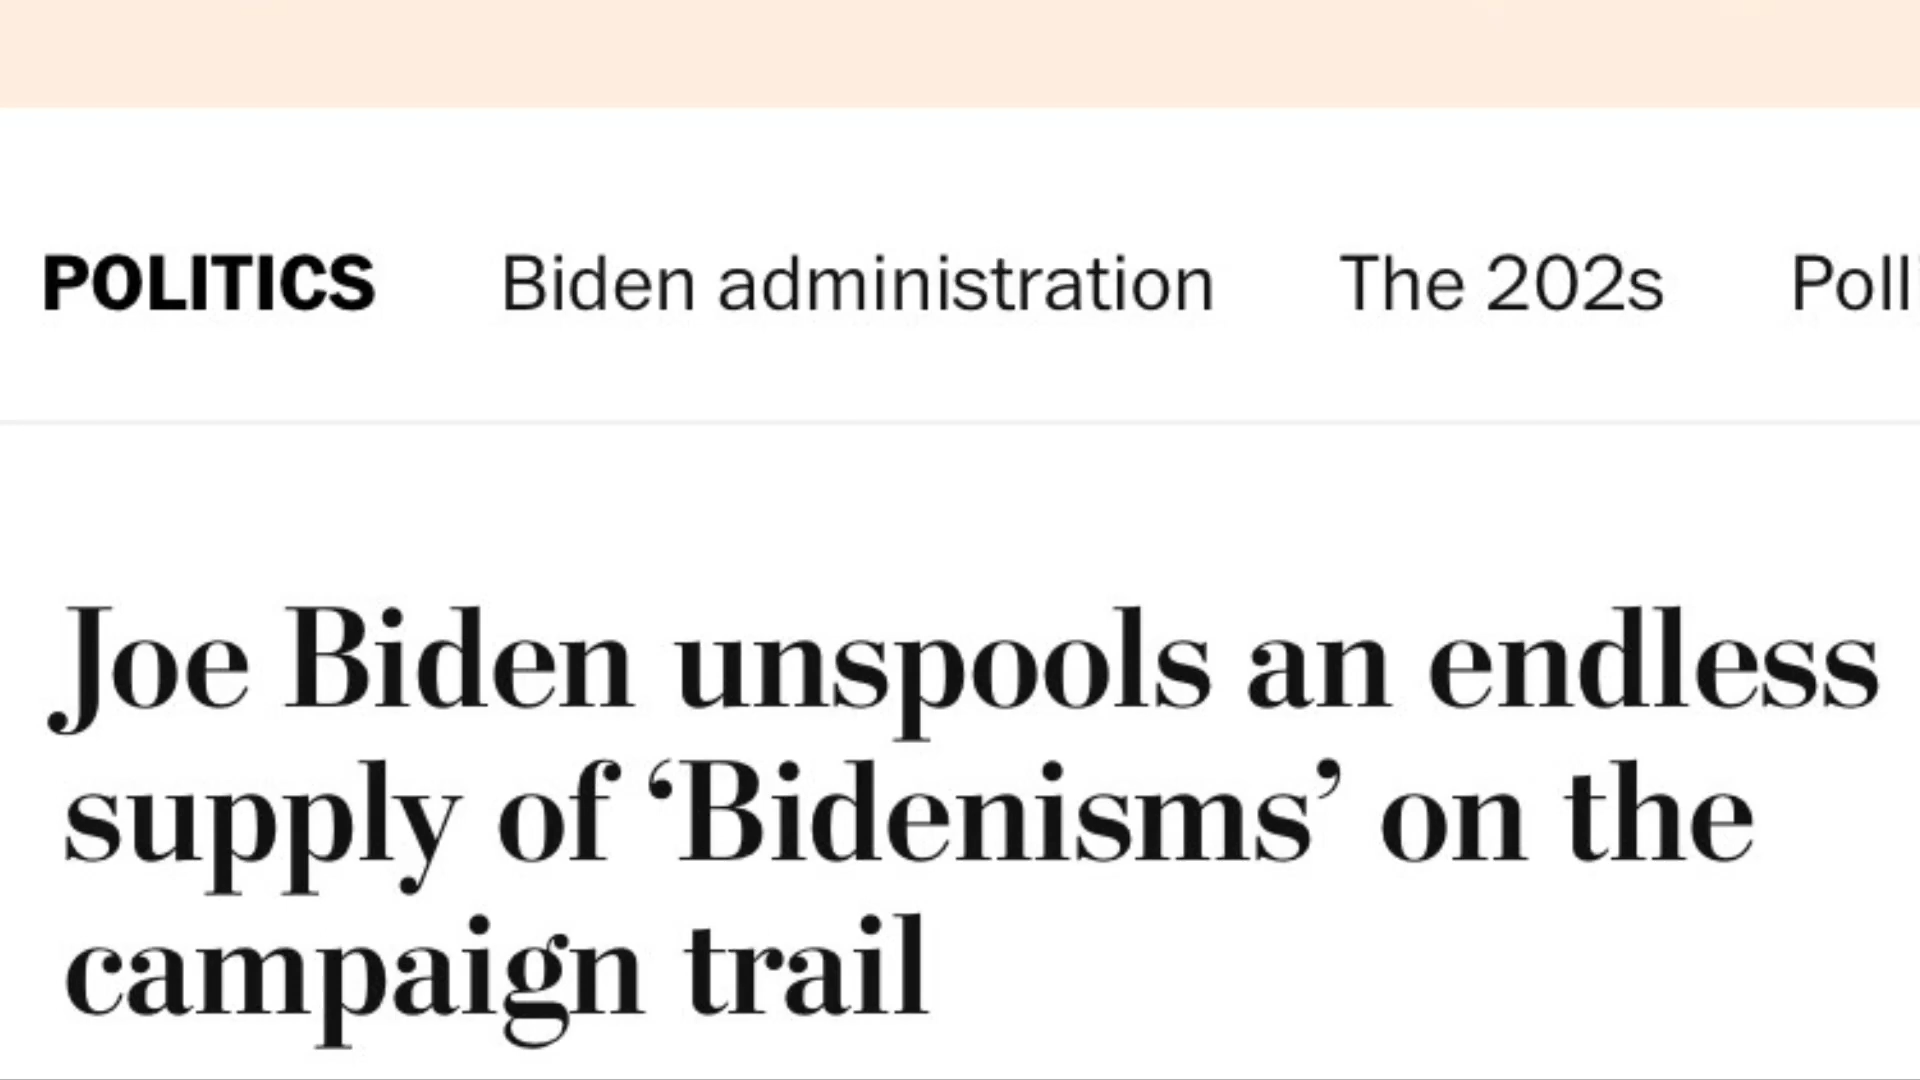 POLITICS Biden administration The 202s Poll
Joe Biden unspools an endless
supply of ‘Bidenisms’ on the
campaign trail